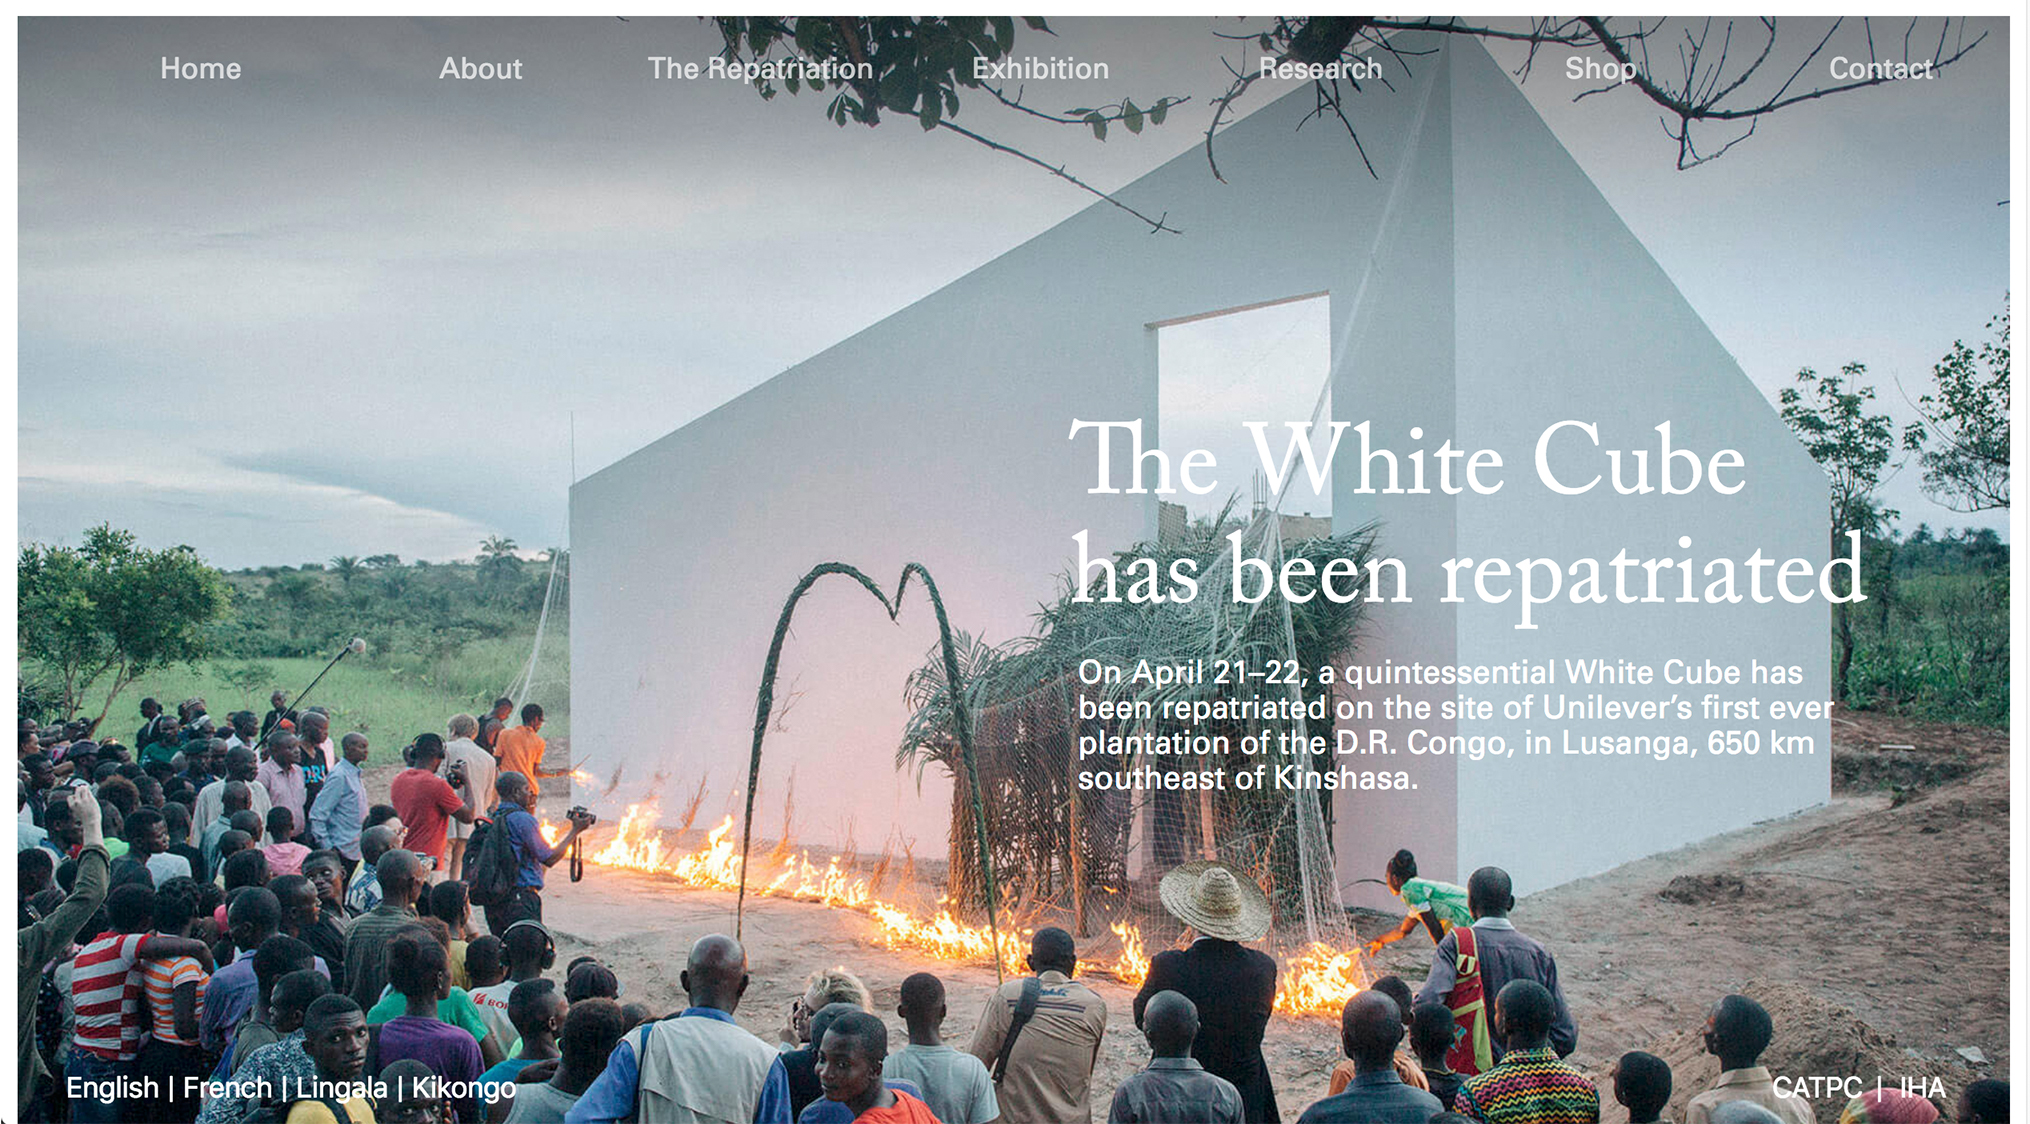 Home
About
The Repatriation
Exhibition
Research
Shop
Contact
The White Cube
has been repatriated
On April 21–22, a quintessential White Cube has
been repatriated on the site of Unilever’s first ever
plantation of the D.R. Congo, in Lusanga, 650 km
southeast of Kinshasa.
English | French | Lingala | Kikongo
CATPC | IHA